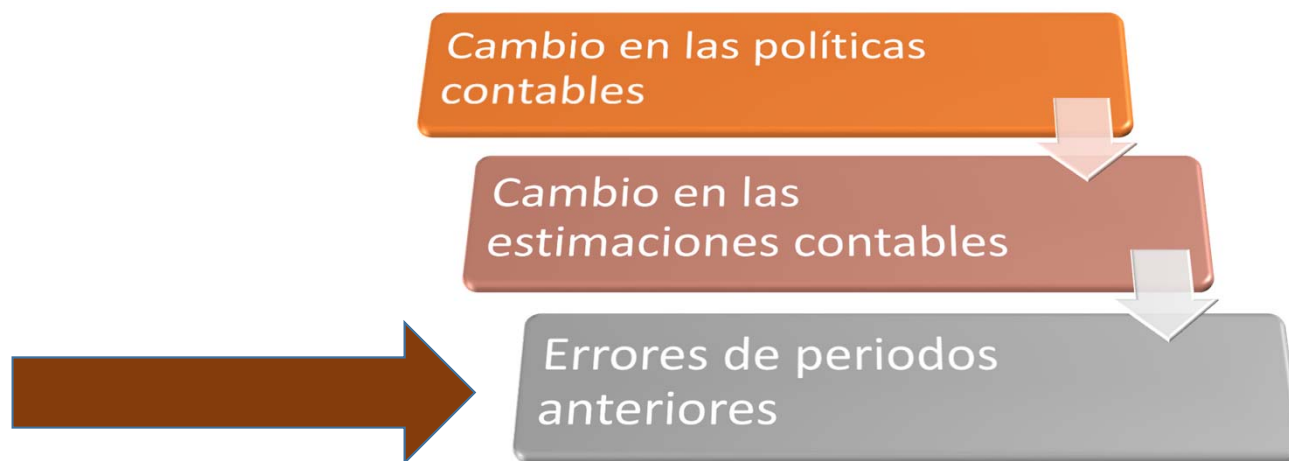 Cambio en las políticas
contables
Cambio en las
estimaciones contables
Errores de periodos
anteriores